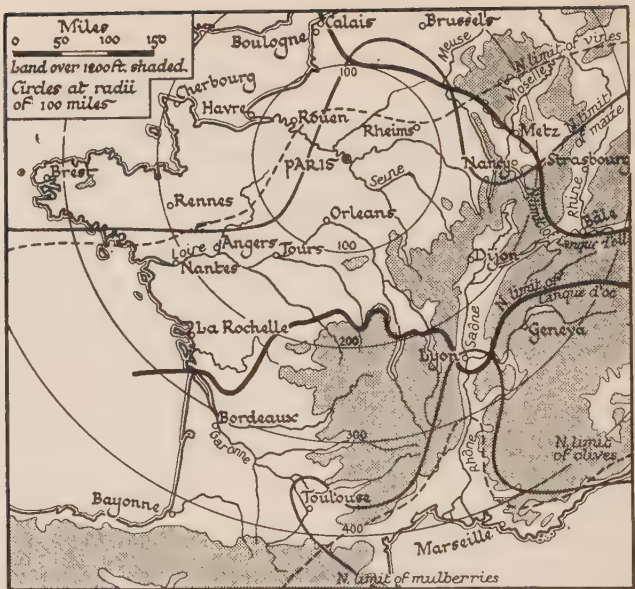 Miles
0 50 100 150
Land over 1200ft. shaded.
Circles at radii
of 100 miles
Calais
Brussels
Boulogne
Meuse
N. limit of vines
Cherbourg
100
Moselle
Havre
Rouen
Rheims
Metz
N. limit
of maize
PARIS
Nancy
Strasbourg
Brest
Seine
Rhine
Rennes
Orleans
Bâle
Angers
100
Loire
Tours
Dijon
Nantes
N. limit of
Langue d'oc
La Rochelle
Saône
Geneva
200
Lyon
Bordeaux
Garonne
300
N. limit
of olives
Rhône
Toulouse
Bayonne
400
Marseille
N. limit of mulberries